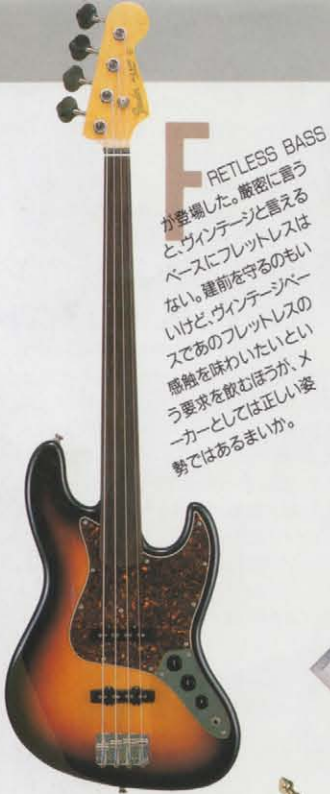 Fender
FRETLESS BASS
が登場した。厳密に言う
と、ヴィンテージと言える
ベースにフレットレスは
ない。建前を守るのもい
いけど、ヴィンテージベー
スであのフレットレスの
感触を味わいたいとい
う要求を飲むほうが、メ
ーカーとしては正しい姿
勢ではあるまいか。